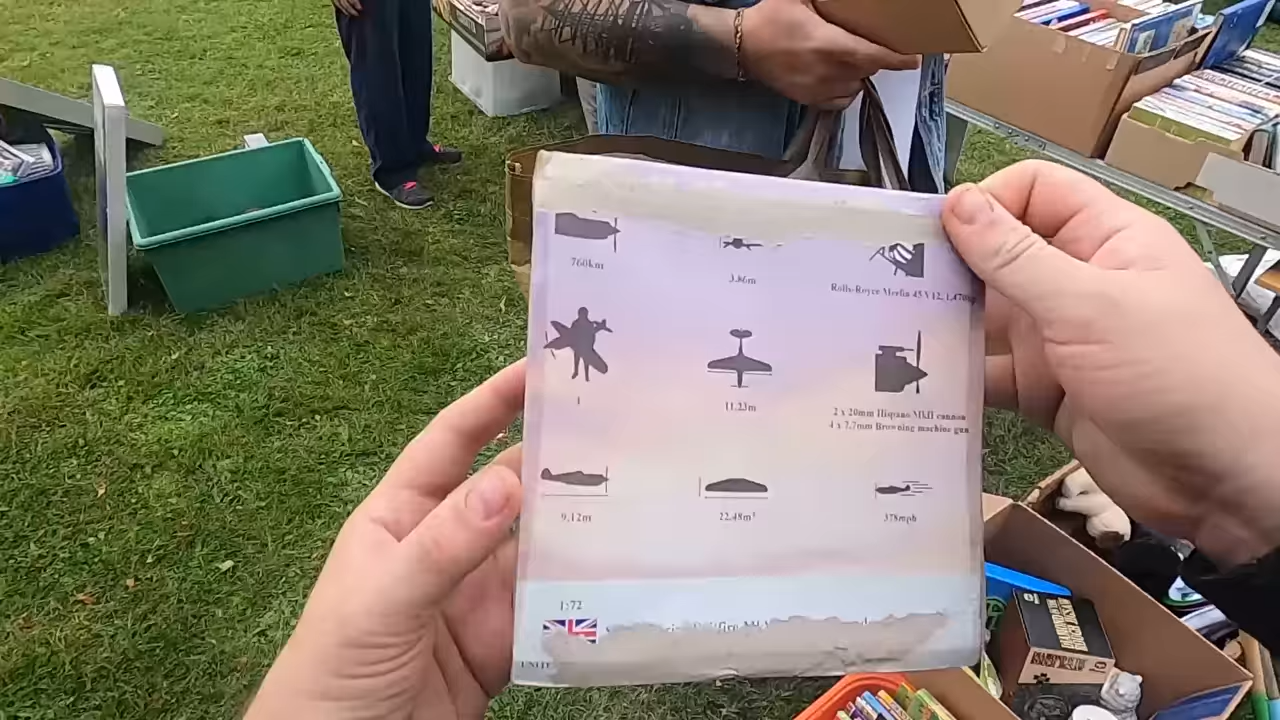 760km
3.86m
Rolls-Royce Merlin 45 V12, 1,470hp
1
11.23m
2 x 20mm Hispano MkII cannon
4 x 7.7mm Browning machine gun
9.12m
22.48m²
378mph
1:72